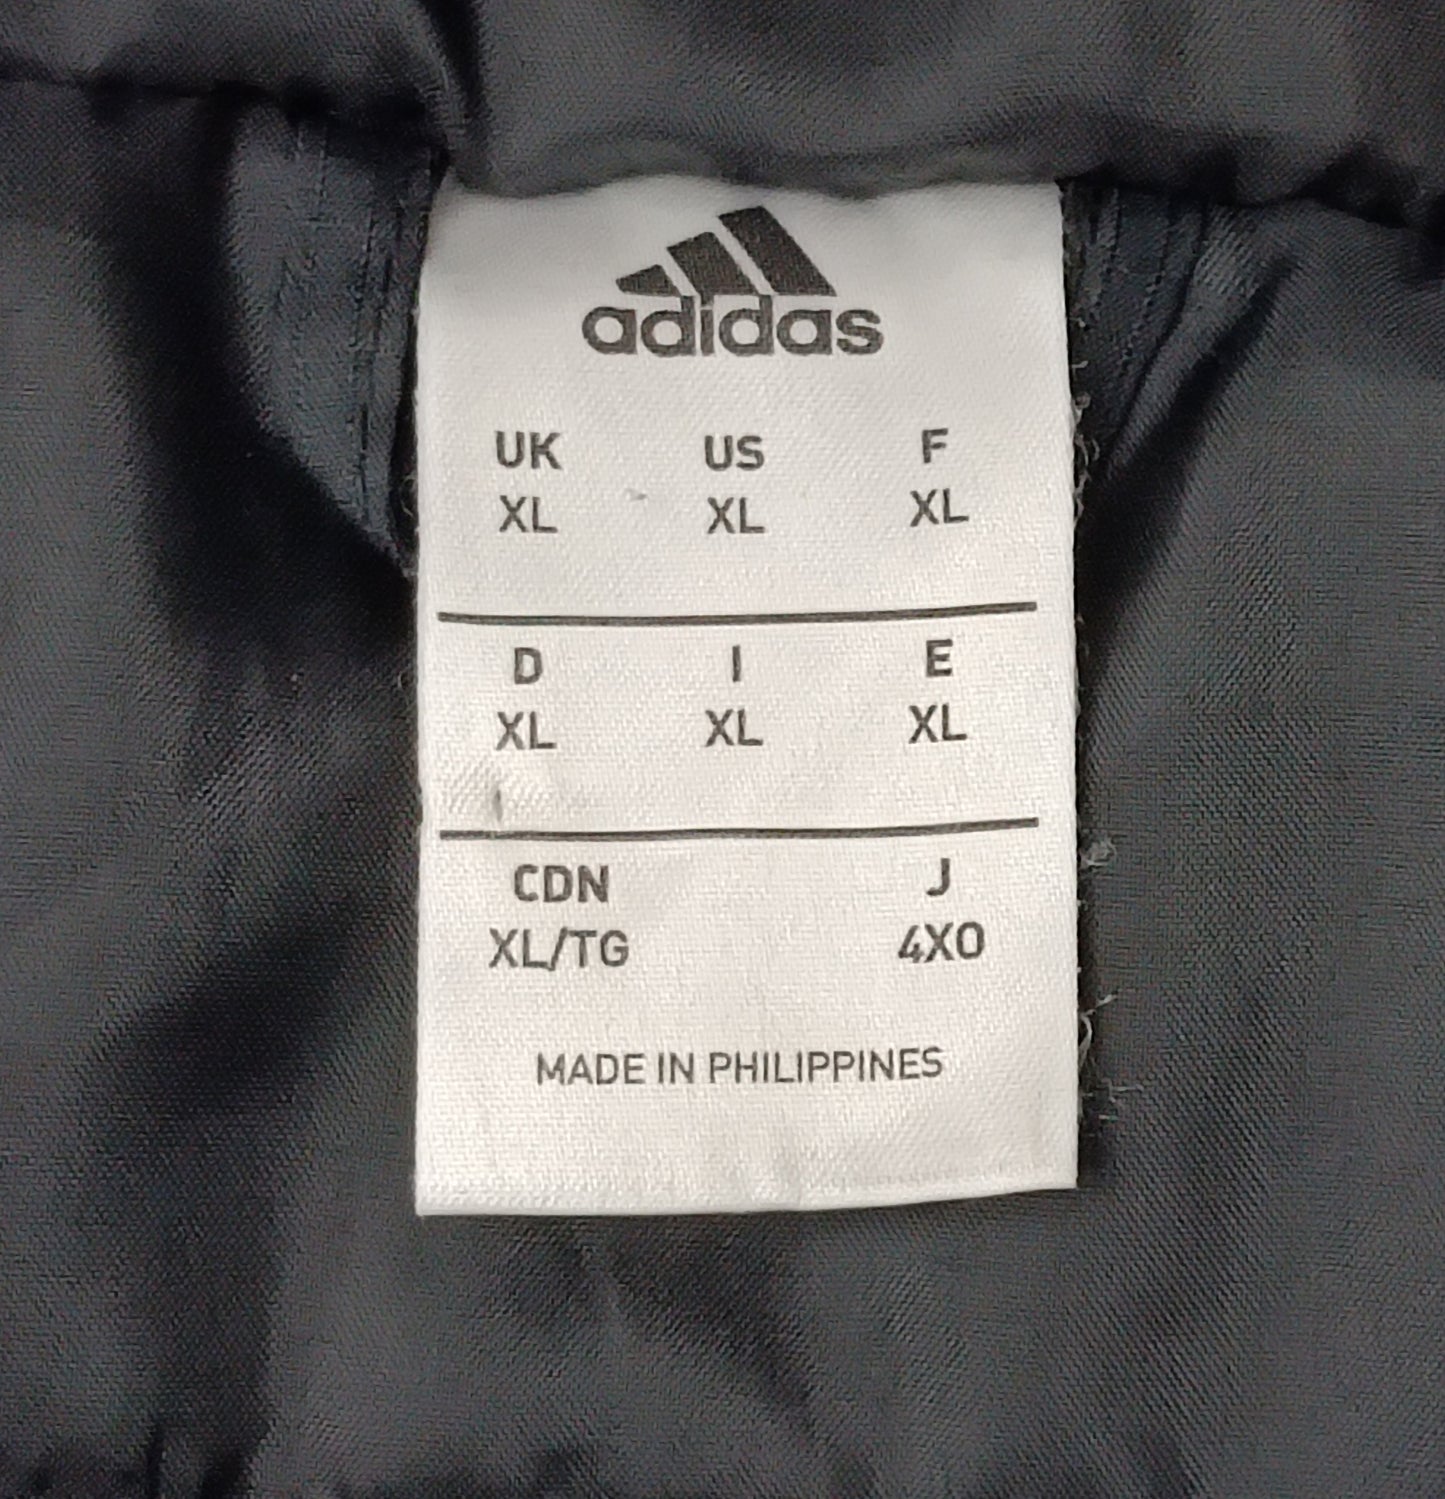 adidas
UK US F
XL XL XL
D I E
XL XL XL
CDN J
XL/TG 4XO
MADE IN PHILIPPINES